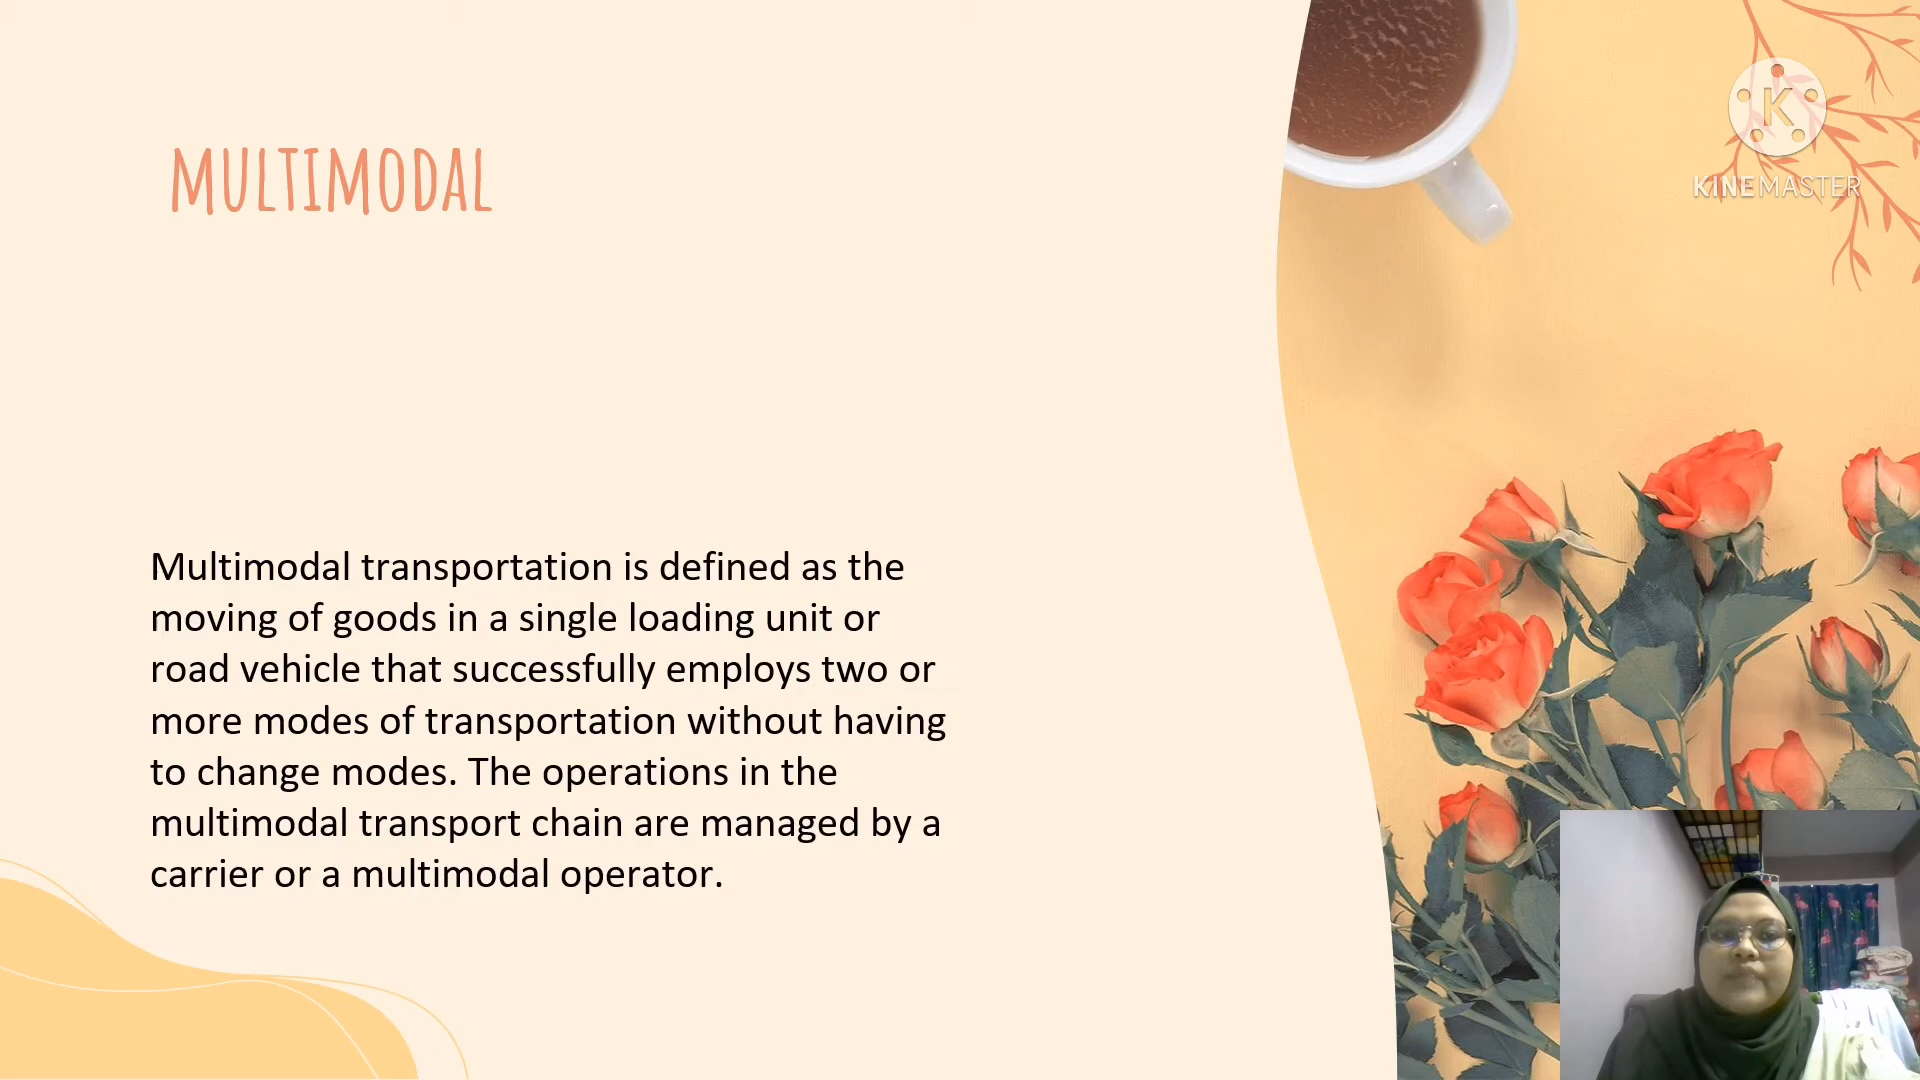 MULTIMODAL
K
KINEMASTER
Multimodal transportation is defined as the
moving of goods in a single loading unit or
road vehicle that successfully employs two or
more modes of transportation without having
to change modes. The operations in the
multimodal transport chain are managed by a
carrier or a multimodal operator.